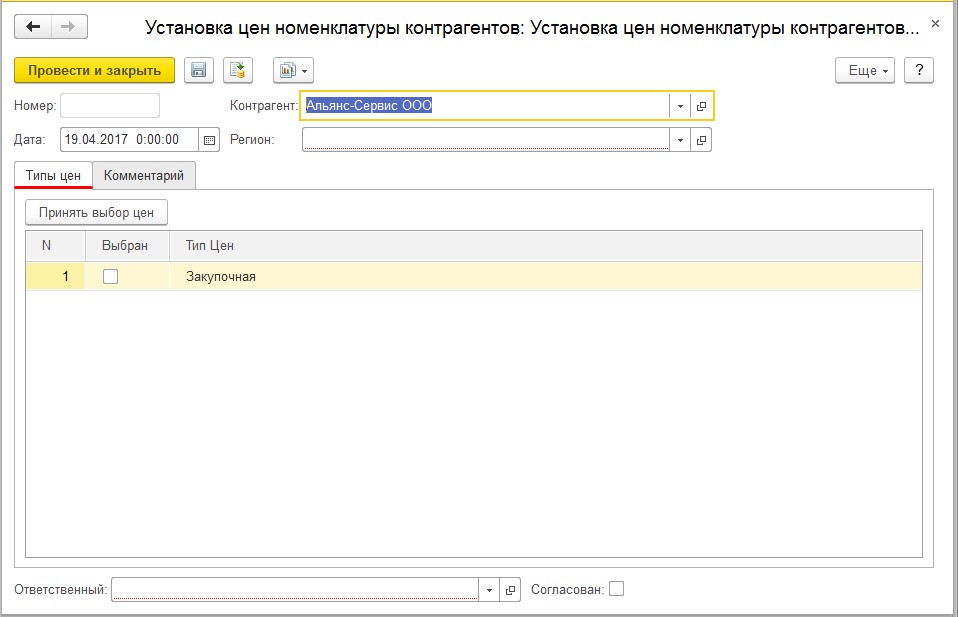 Установка цен номенклатуры контрагентов: Установка цен номенклатуры контрагентов...
Провести и закрыть Еще ?
Номер: Контрагент: Альянс-Сервис ООО
Дата: 19.04.2017 0:00:00 Регион:
Типы цен Комментарий
Принять выбор цен
N Выбран Тип Цен
1 Закупочная
Ответственный: Согласован: